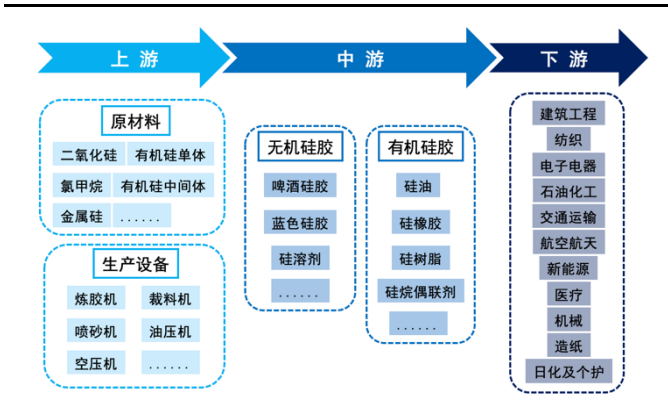 上游
中游
下游
原材料
二氧化硅
有机硅单体
氯甲烷
有机硅中间体
金属硅
......
生产设备
炼胶机
裁料机
喷砂机
油压机
空压机
......
无机硅胶
啤酒硅胶
蓝色硅胶
硅溶剂
......
有机硅胶
硅油
硅橡胶
硅树脂
硅烷偶联剂
......
建筑工程
纺织
电子电器
石油化工
交通运输
航空航天
新能源
医疗
机械
造纸
日化及个护